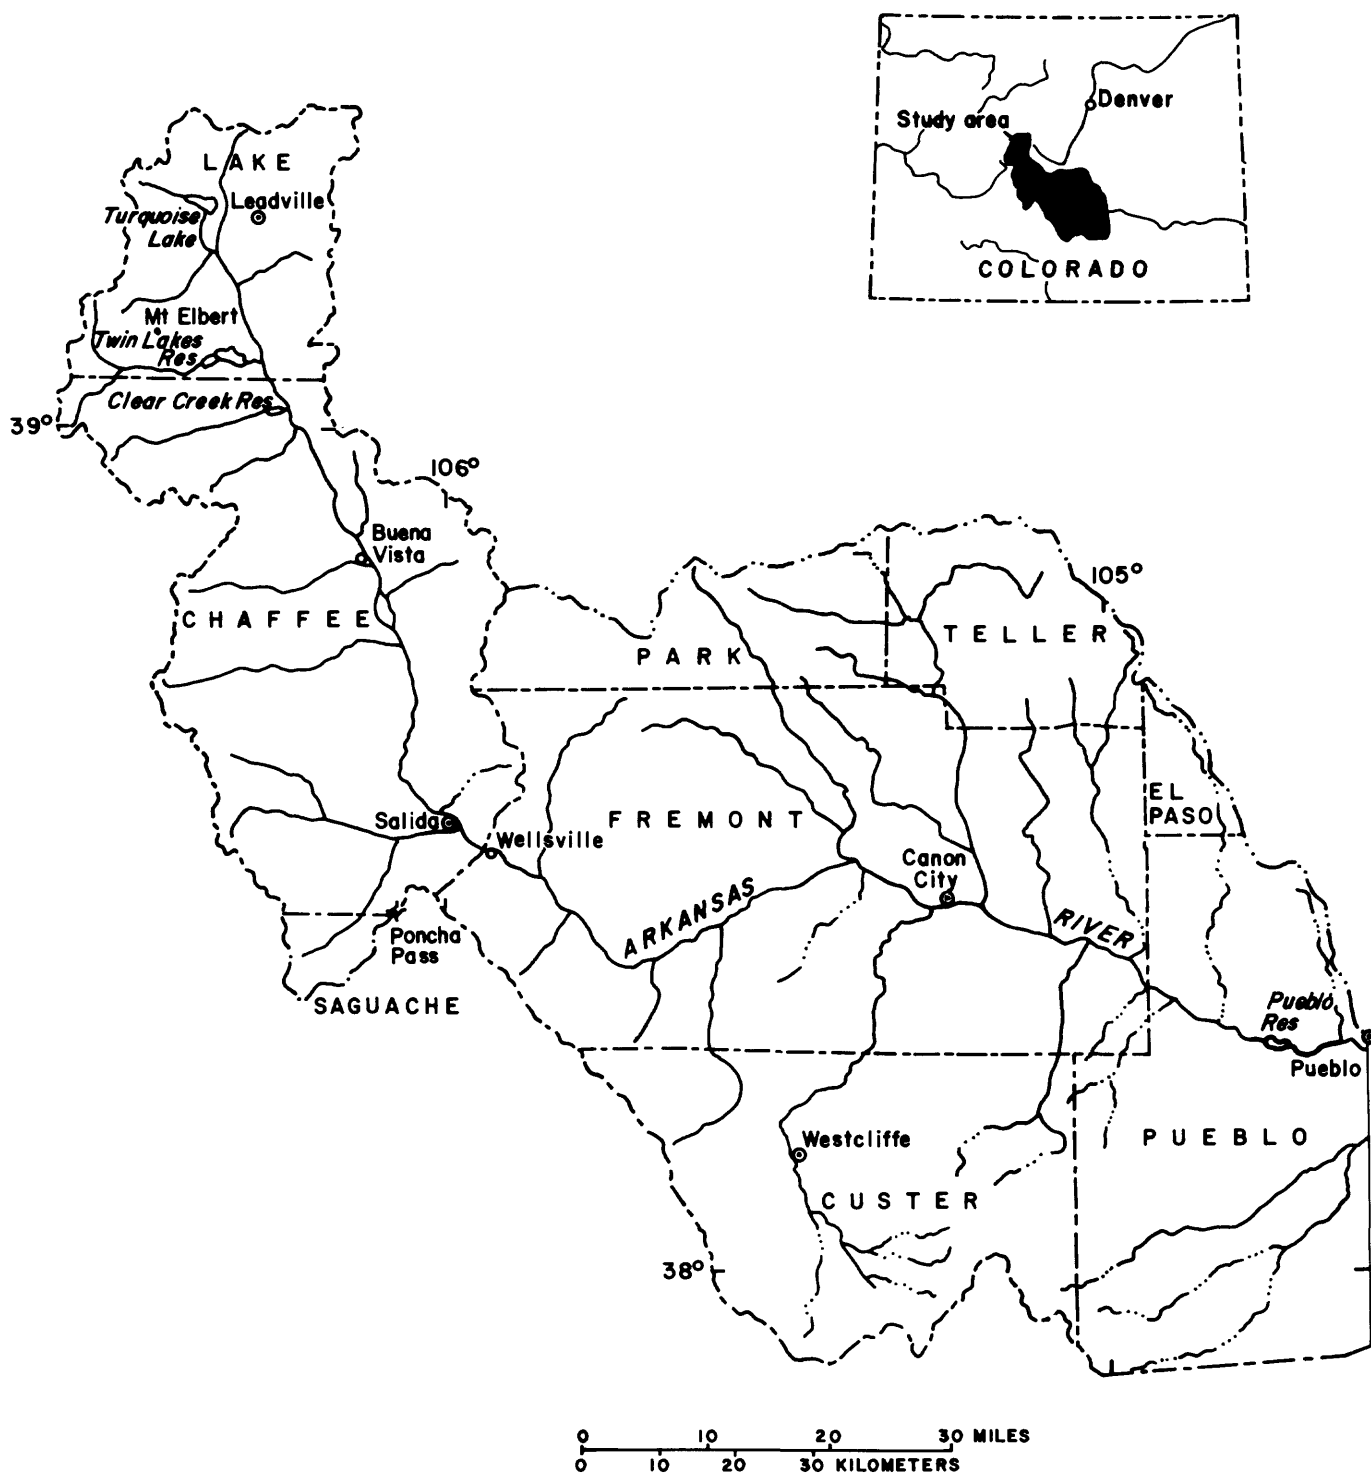 Denver
Study area
COLORADO
LAKE
Leadville
Turquoise
Lake
Mt Elbert
Twin Lakes
Res
Clear Creek Res
39°
106°
Buena
Vista
105°
CHAFFEE
TELLER
PARK
EL
PASO
Salida
FREMONT
Wellsville
Canon
City
ARKANSAS
RIVER
Poncha
Pass
SAGUACHE
Pueblo
Res
Pueblo
Westcliffe
PUEBLO
CUSTER
38°
0 10 20 30 MILES
0 10 20 30 KILOMETERS